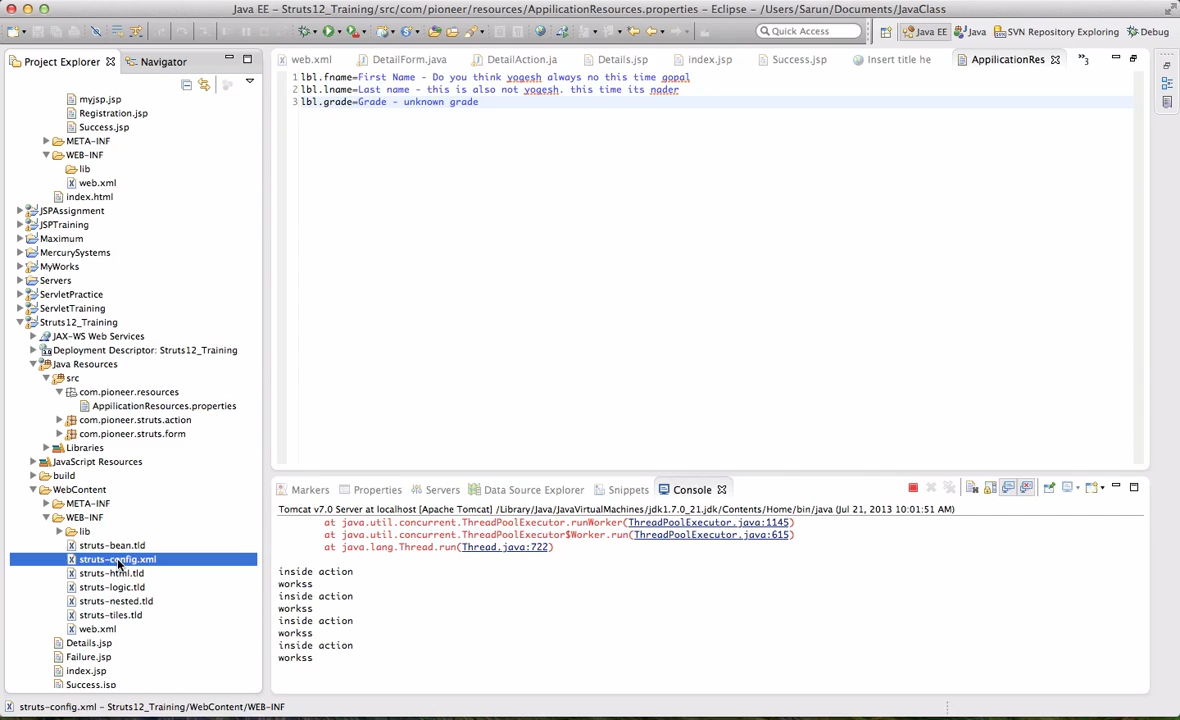 Java EE - Struts12_Training/src/com/pioneer/resources/AppilicationResources.properties - Eclipse - /Users/Sarun/Documents/JavaClass
Quick Access
Java EE
Java
SVN Repository Exploring
Debug
Project Explorer
Navigator
myjsp.jsp
Registration.jsp
Success.jsp
META-INF
WEB-INF
lib
web.xml
index.html
JSPAssignment
JSPTraining
Maximum
MercurySystems
MyWorks
Servers
ServletPractice
ServletTraining
Struts12_Training
JAX-WS Web Services
Deployment Descriptor: Struts12_Training
Java Resources
src
com.pioneer.resources
AppilicationResources.properties
com.pioneer.struts.action
com.pioneer.struts.form
Libraries
JavaScript Resources
build
WebContent
META-INF
WEB-INF
lib
struts-bean.tld
struts-config.xml
struts-html.tld
struts-logic.tld
struts-nested.tld
struts-tiles.tld
web.xml
Details.jsp
Failure.jsp
index.jsp
Success.jsp
web.xml
DetailForm.java
DetailAction.ja
Details.jsp
index.jsp
Success.jsp
Insert title he
AppilicationRes
3
1 lbl.fname=First Name - Do you think yogesh always no this time gopal
2 lbl.lname=Last name - this is also not yogesh. this time its nader
3 lbl.grade=Grade - unknown grade
Markers
Properties
Servers
Data Source Explorer
Snippets
Console
Tomcat v7.0 Server at localhost [Apache Tomcat] /Library/Java/JavaVirtualMachines/jdk1.7.0_21.jdk/Contents/Home/bin/java (Jul 21, 2013 10:01:51 AM)
at java.util.concurrent.ThreadPoolExecutor.runWorker(ThreadPoolExecutor.java:1145)
at java.util.concurrent.ThreadPoolExecutor$Worker.run(ThreadPoolExecutor.java:615)
at java.lang.Thread.run(Thread.java:722)
inside action
workss
inside action
workss
inside action
workss
inside action
workss
struts-config.xml - Struts12_Training/WebContent/WEB-INF